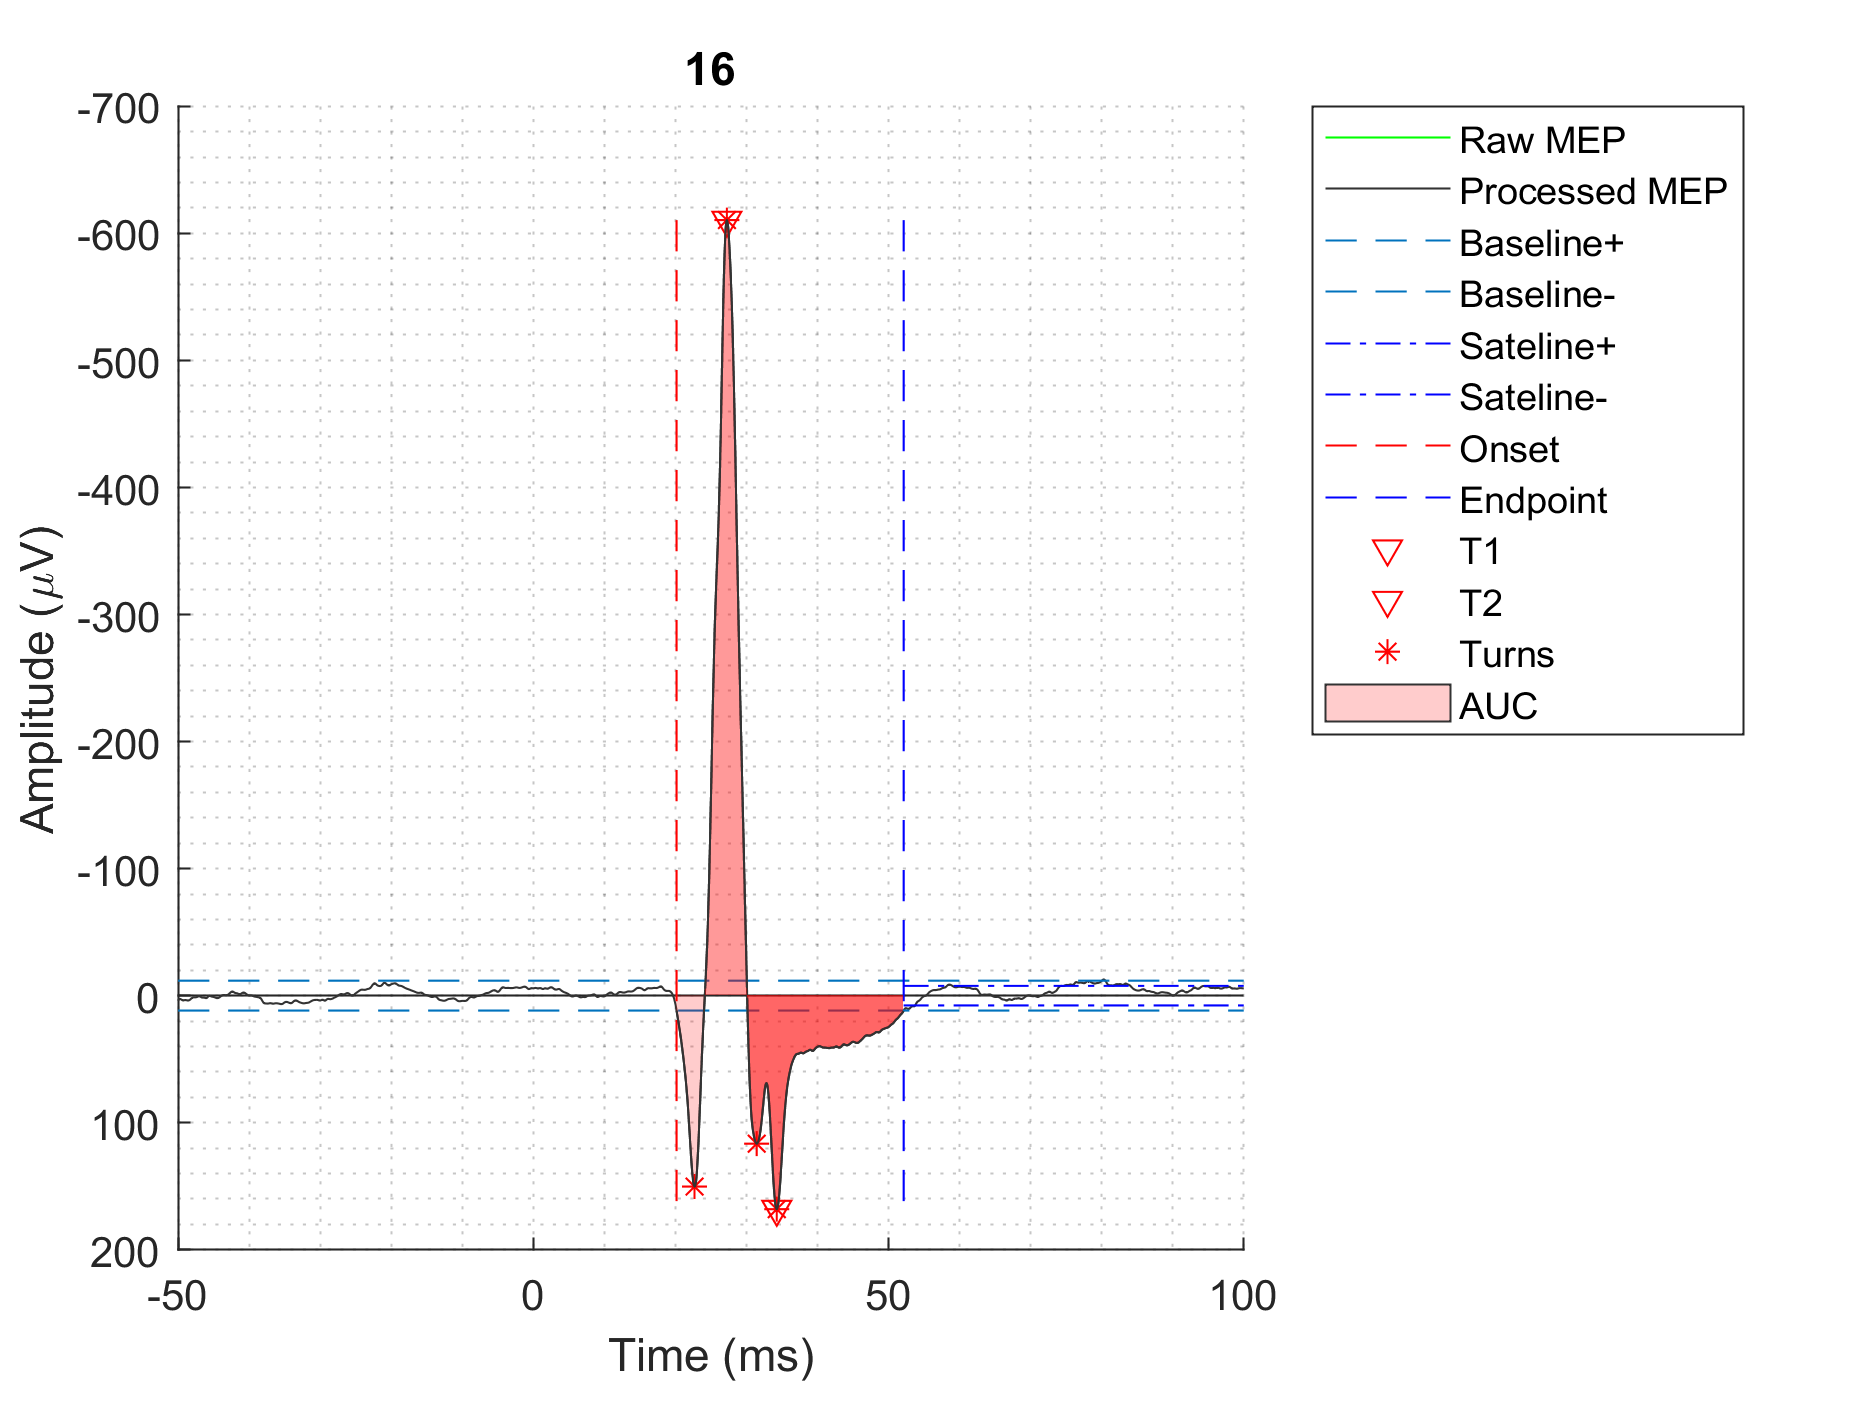 16
-700
-600
-500
-400
-300
-200
-100
0
100
200
Amplitude (μV)
-50 0 50 100
Time (ms)
Raw MEP
Processed MEP
Baseline+
Baseline-
Sateline+
Sateline-
Onset
Endpoint
T1
T2
Turns
AUC